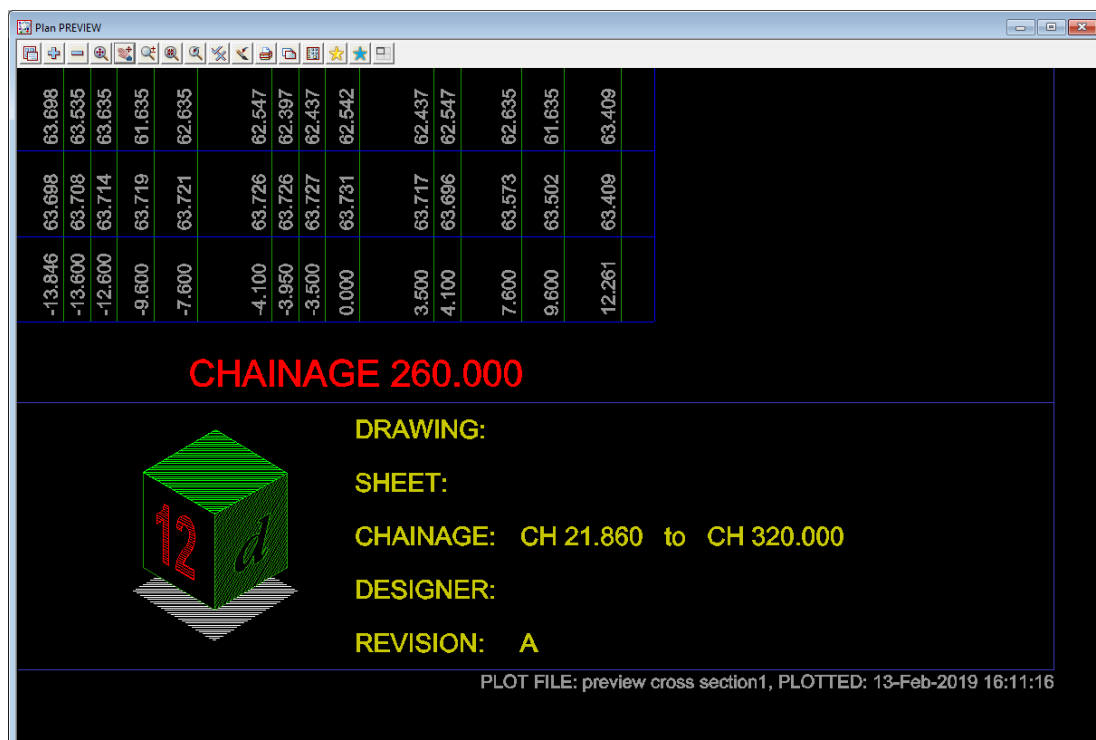 Plan PREVIEW
63.698 63.535 63.635 61.635 62.635 62.547 62.397 62.437 62.542 62.437 62.547 62.635 61.635 63.409
63.698 63.708 63.714 63.719 63.721 63.726 63.726 63.727 63.731 63.717 63.696 63.573 63.502 63.409
-13.846 -13.600 -12.600 -9.600 -7.600 -4.100 -3.950 -3.500 0.000 3.500 4.100 7.600 9.600 12.261
CHAINAGE 260.000
12 d
DRAWING:
SHEET:
CHAINAGE: CH 21.860 to CH 320.000
DESIGNER:
REVISION: A
PLOT FILE: preview cross section1, PLOTTED: 13-Feb-2019 16:11:16